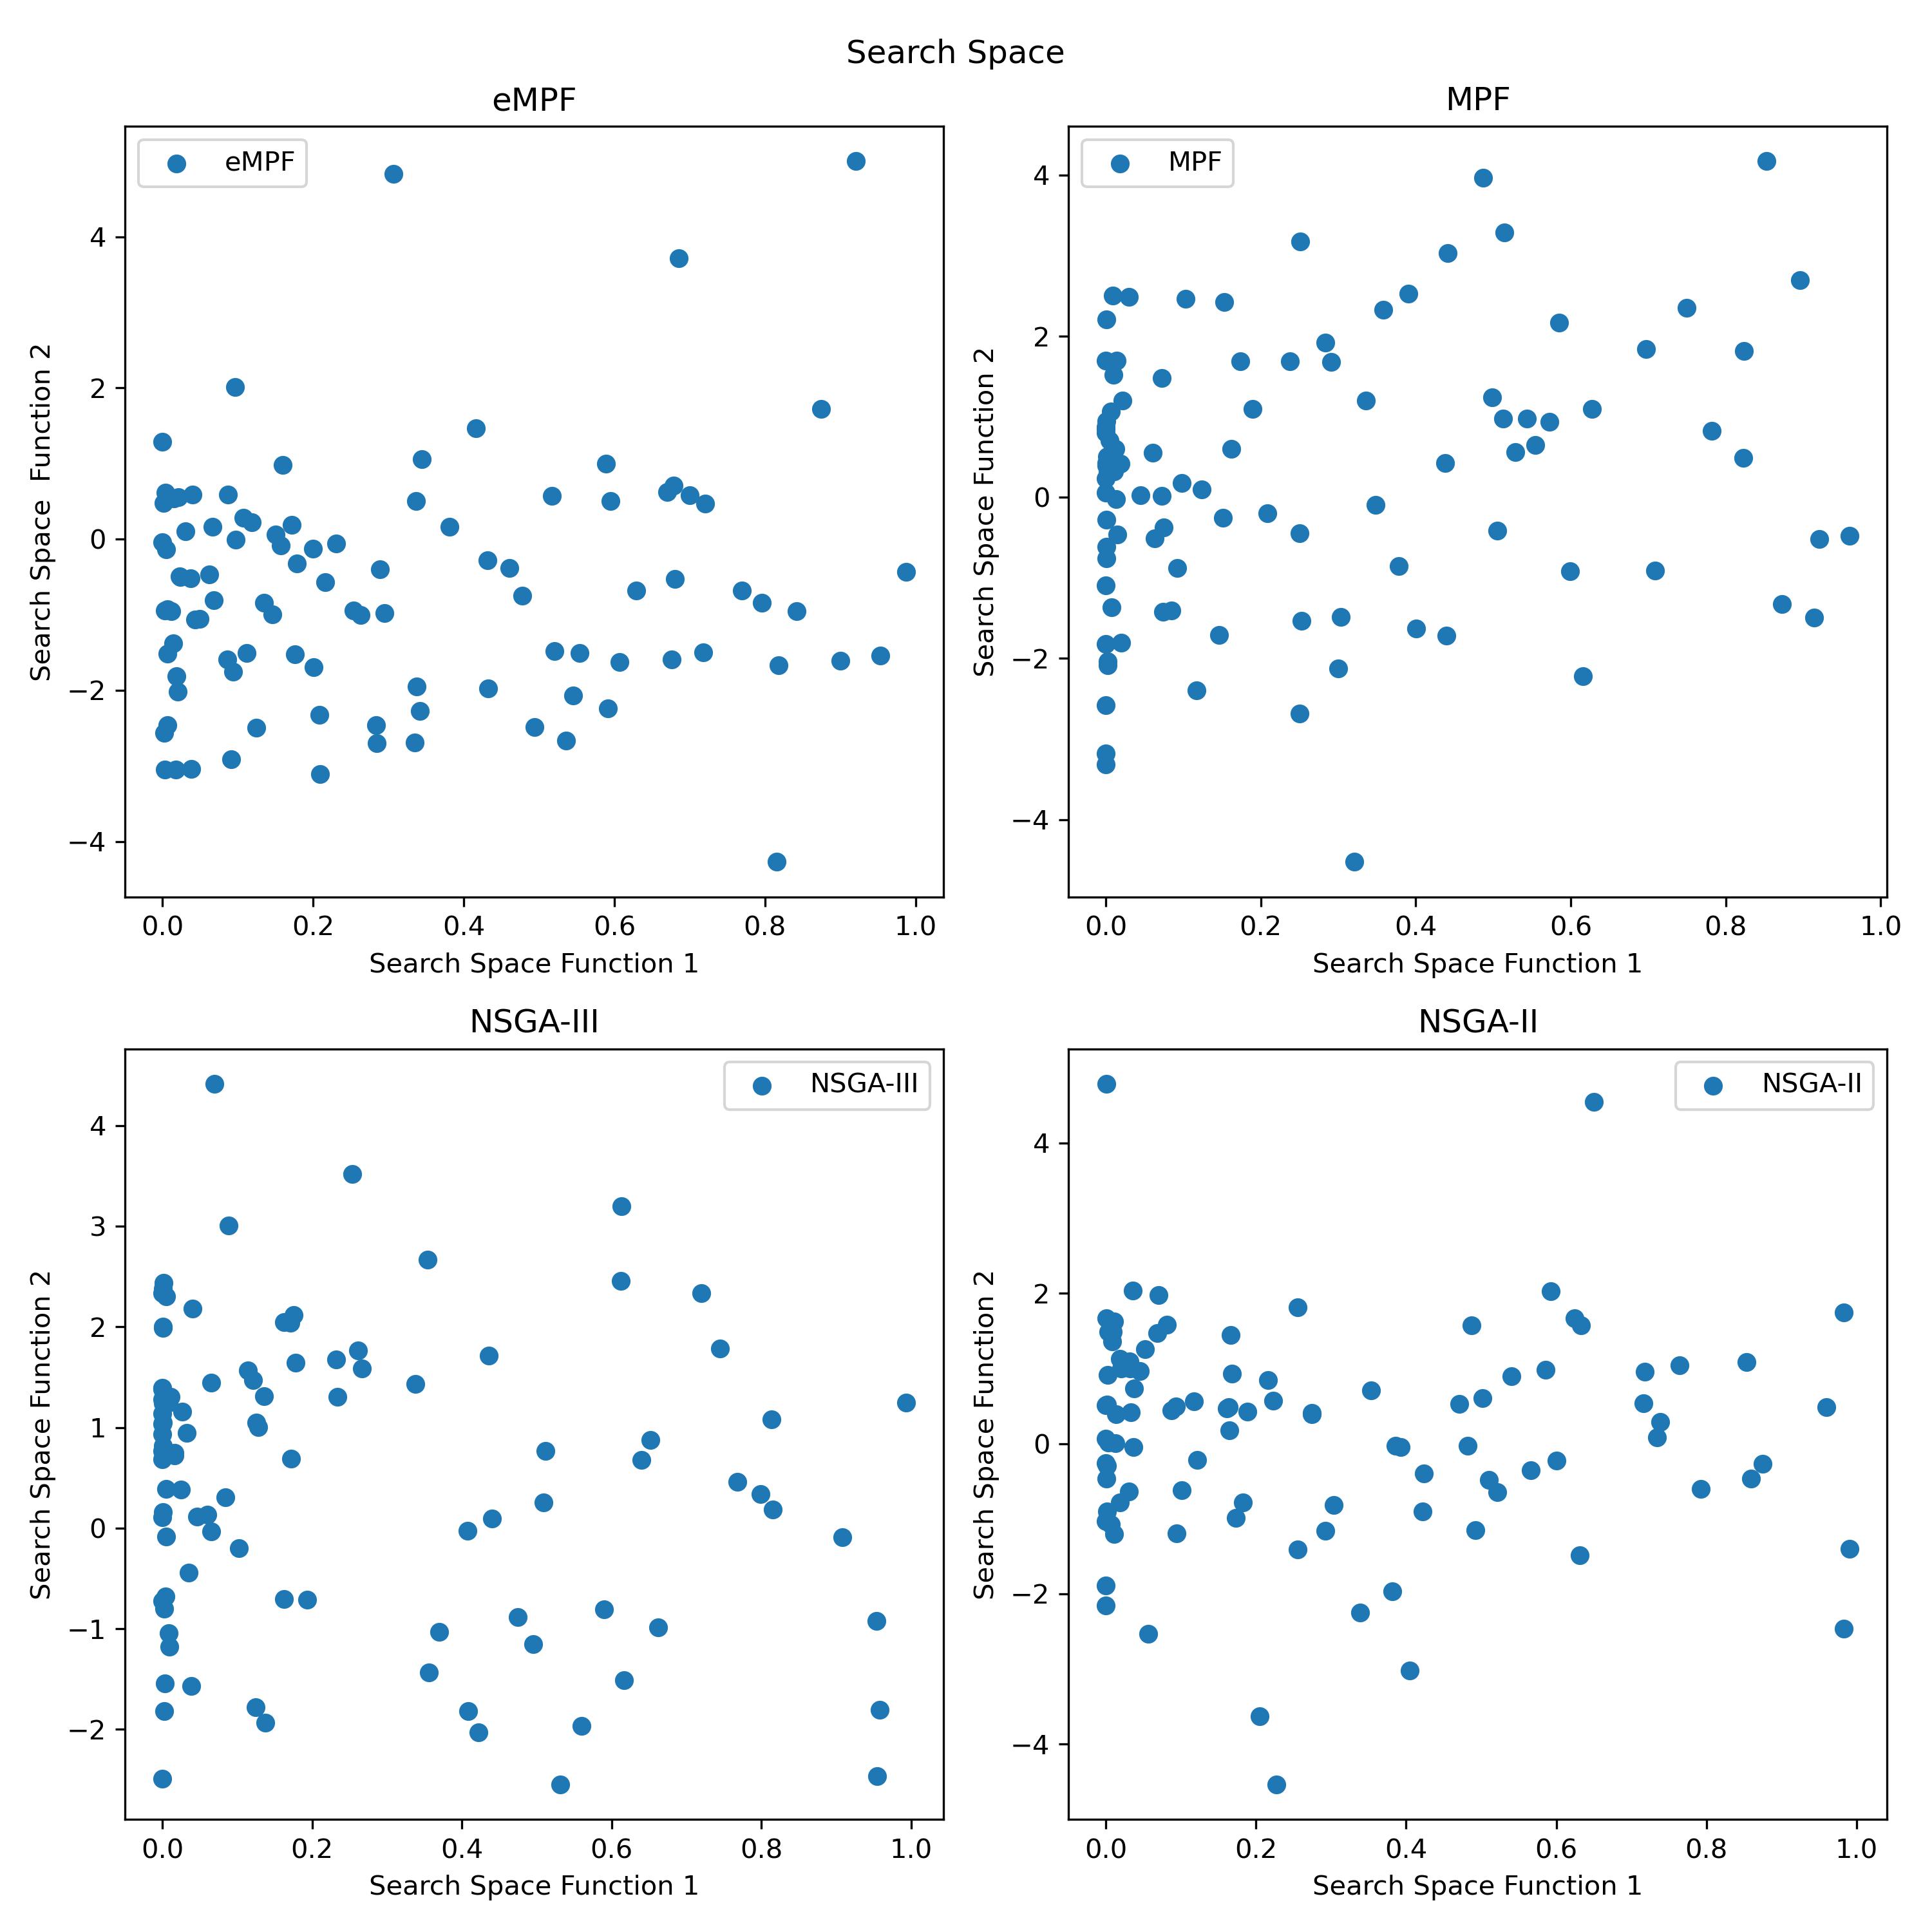 Search Space
eMPF
eMPF
4
2
0
−2
−4
Search Space  Function 2
0.0 0.2 0.4 0.6 0.8 1.0
Search Space Function 1
MPF
MPF
4
2
0
−2
−4
Search Space Function 2
0.0 0.2 0.4 0.6 0.8 1.0
Search Space Function 1
NSGA-III
NSGA-III
4
3
2
1
0
−1
−2
Search Space Function 2
0.0 0.2 0.4 0.6 0.8 1.0
Search Space Function 1
NSGA-II
NSGA-II
4
2
0
−2
−4
Search Space Function 2
0.0 0.2 0.4 0.6 0.8 1.0
Search Space Function 1